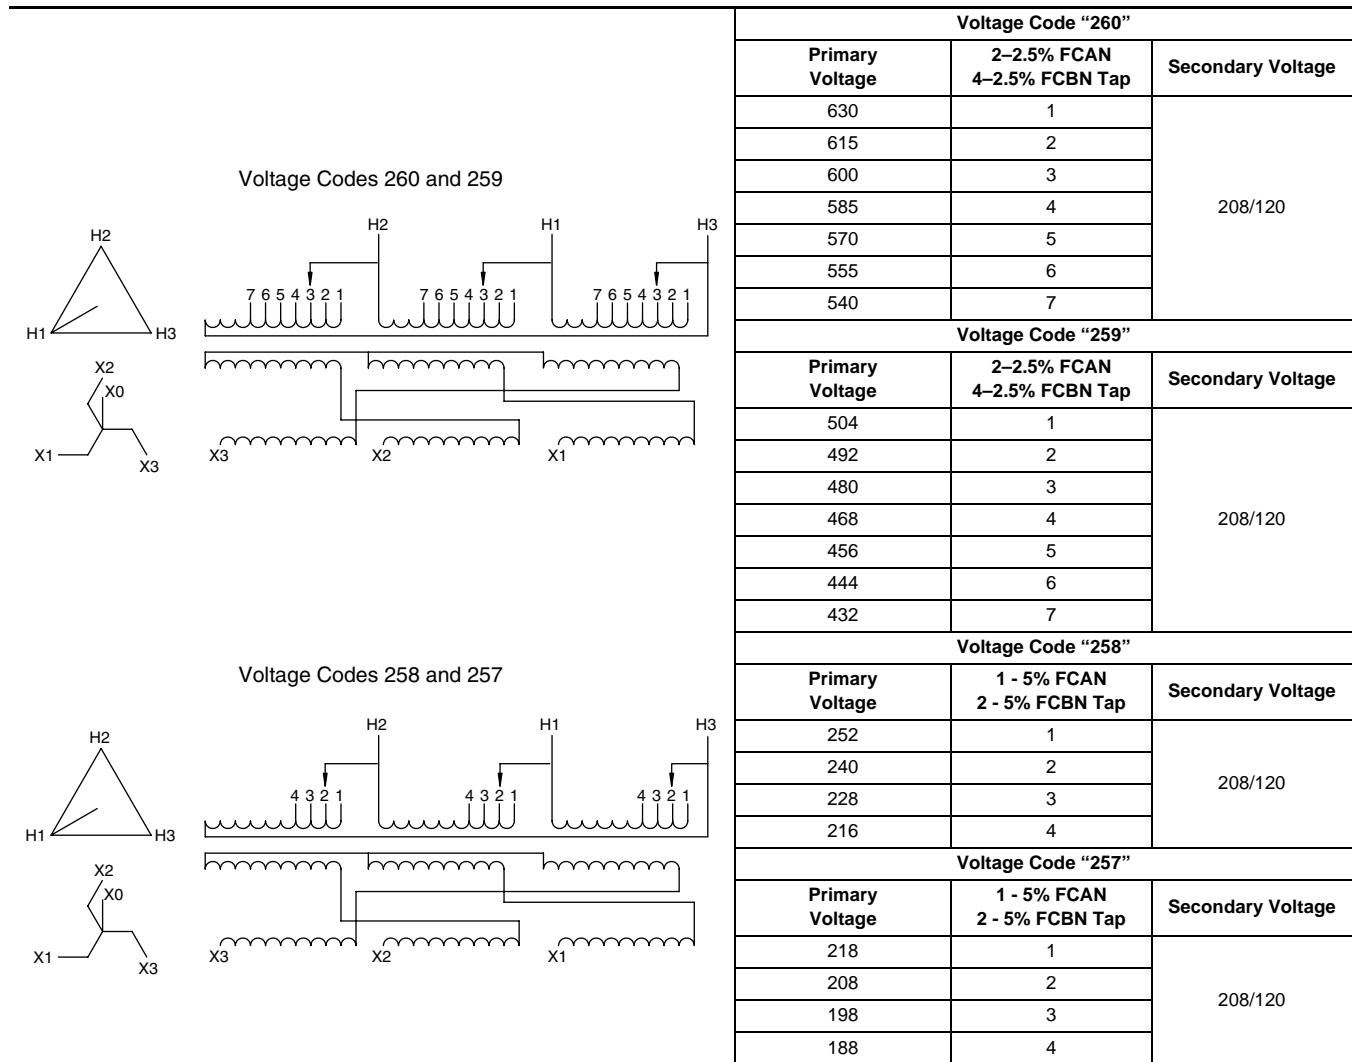 Voltage Codes 260 and 259
H2
H1 H3
X2
X0
X1 X3
H2 H1 H3
7 6 5 4 3 2 1 7 6 5 4 3 2 1 7 6 5 4 3 2 1
X3 X2 X1
Voltage Codes 258 and 257
H2
H1 H3
X2
X0
X1 X3
H2 H1 H3
4 3 2 1 4 3 2 1 4 3 2 1
X3 X2 X1
Voltage Code “260”
Primary Voltage 2–2.5% FCAN 4–2.5% FCBN Tap Secondary Voltage
630 1
615 2
600 3
585 4 208/120
570 5
555 6
540 7
Voltage Code “259”
Primary Voltage 2–2.5% FCAN 4–2.5% FCBN Tap Secondary Voltage
504 1
492 2
480 3
468 4 208/120
456 5
444 6
432 7
Voltage Code “258”
Primary Voltage 1 - 5% FCAN 2 - 5% FCBN Tap Secondary Voltage
252 1
240 2
208/120
228 3
216 4
Voltage Code “257”
Primary Voltage 1 - 5% FCAN 2 - 5% FCBN Tap Secondary Voltage
218 1
208 2
208/120
198 3
188 4